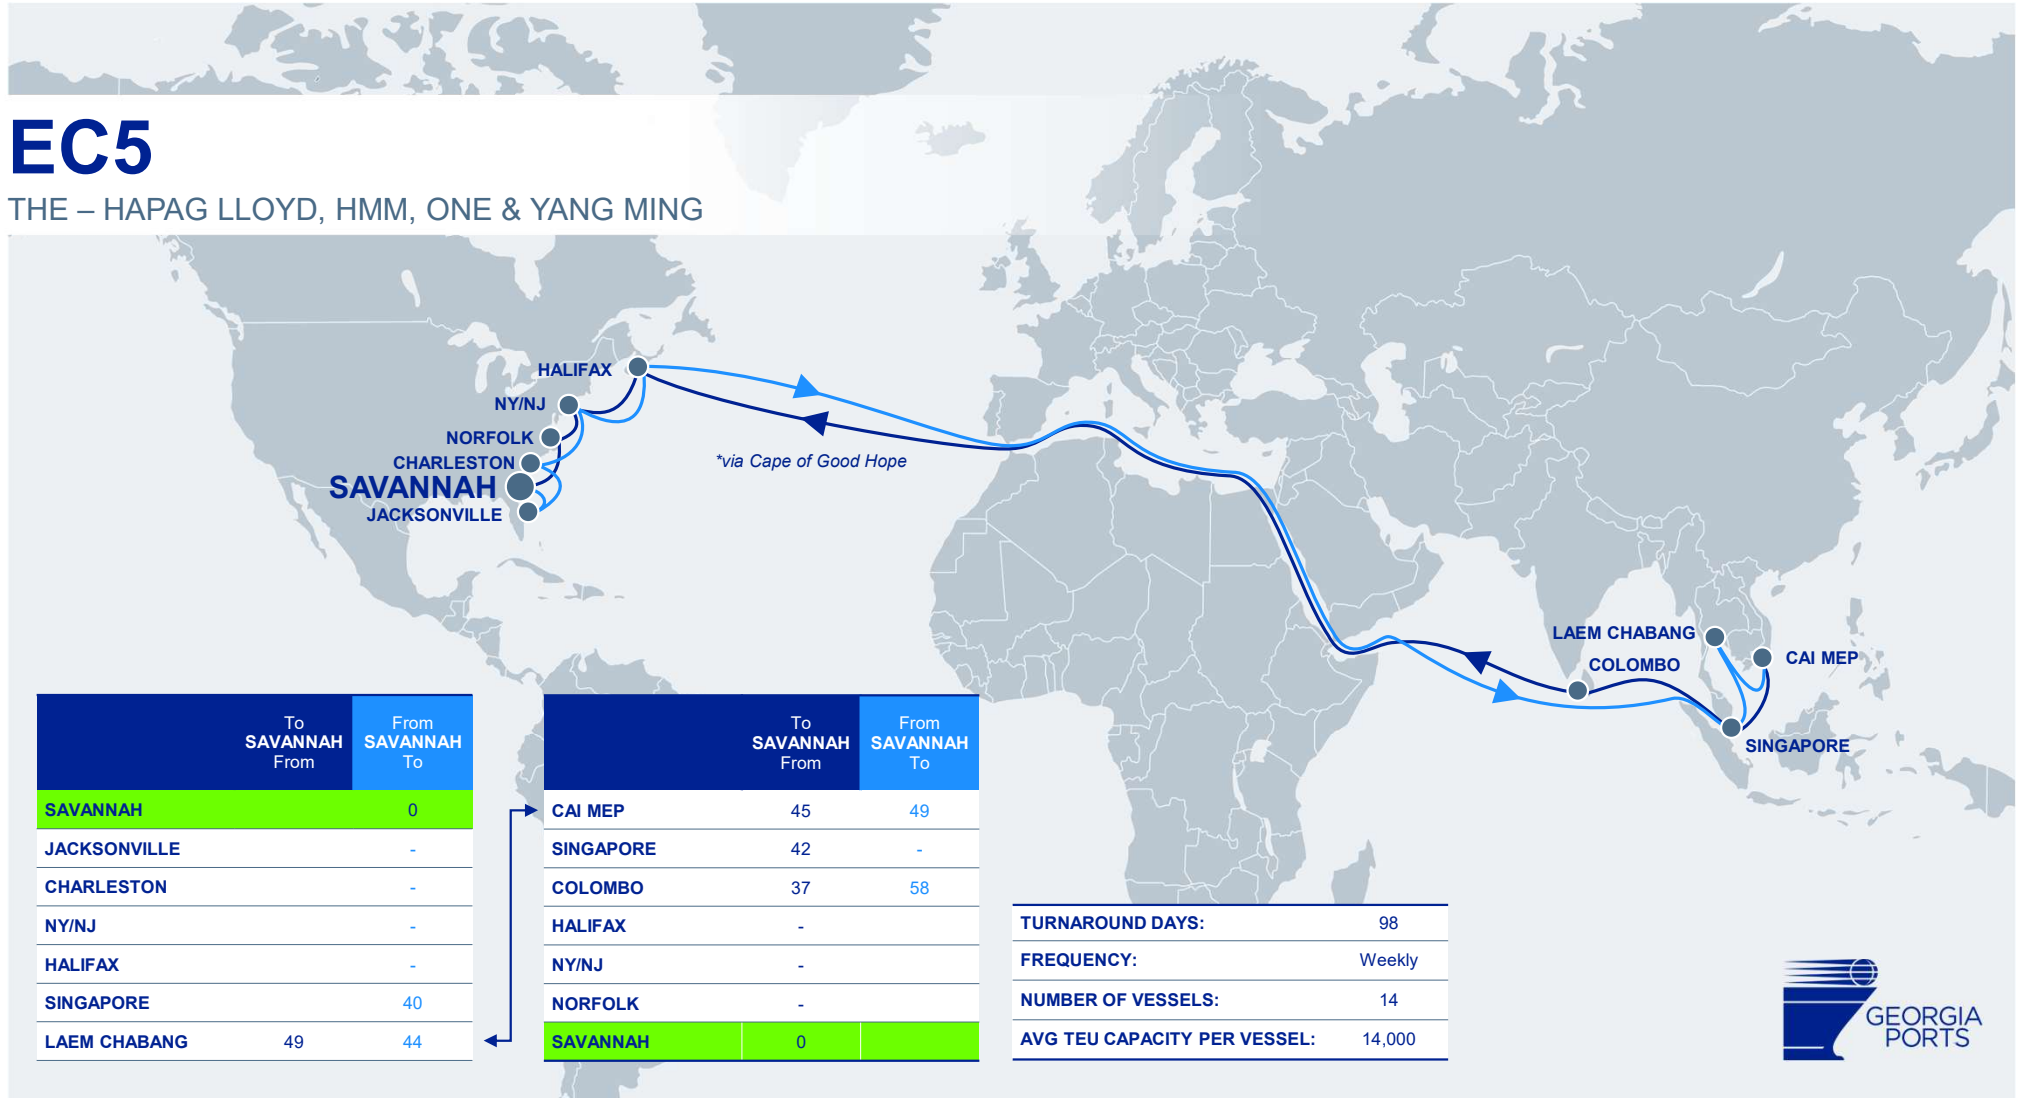 EC5
THE – HAPAG LLOYD, HMM, ONE & YANG MING
HALIFAX
NY/NJ
NORFOLK
CHARLESTON
SAVANNAH
JACKSONVILLE
*via Cape of Good Hope
LAEM CHABANG
COLOMBO
CAI MEP
SINGAPORE
To SAVANNAH From
From SAVANNAH To
SAVANNAH 0
JACKSONVILLE -
CHARLESTON -
NY/NJ -
HALIFAX -
SINGAPORE 40
LAEM CHABANG 49 44
To SAVANNAH From
From SAVANNAH To
CAI MEP 45 49
SINGAPORE 42 -
COLOMBO 37 58
HALIFAX -
NY/NJ -
NORFOLK -
SAVANNAH 0
TURNAROUND DAYS: 98
FREQUENCY: Weekly
NUMBER OF VESSELS: 14
AVG TEU CAPACITY PER VESSEL: 14,000
GEORGIA
PORTS